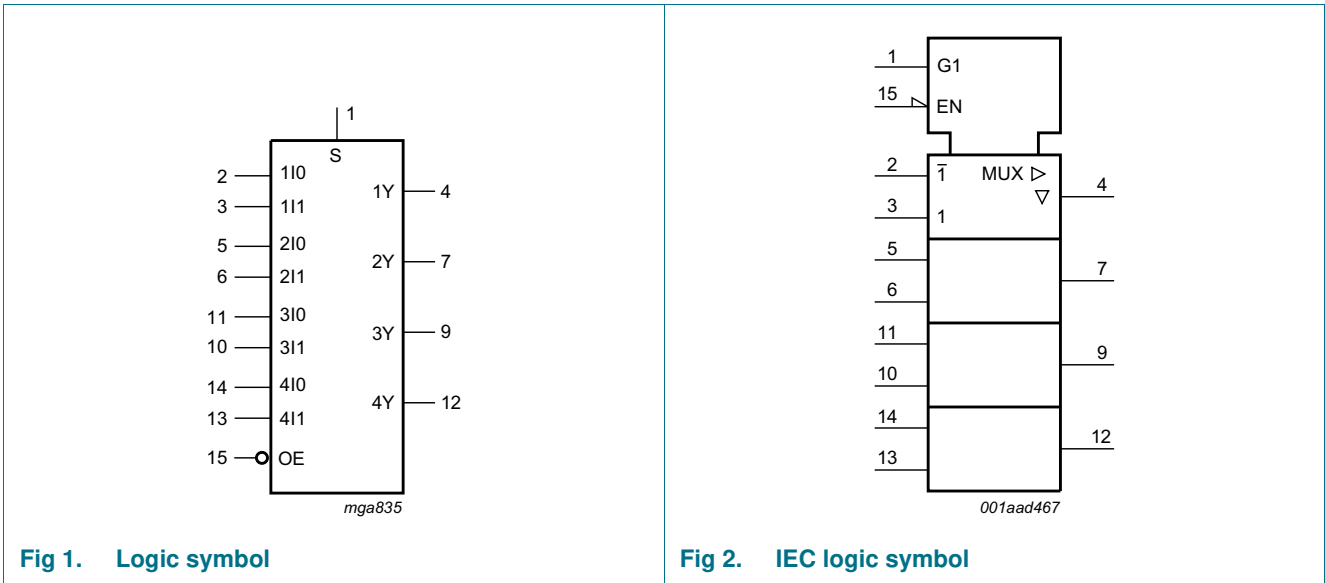 1
S
2 1I0
1Y 4
3 1I1
5 2I0
2Y 7
6 2I1
11 3I0
3Y 9
10 3I1
14 4I0
4Y 12
13 4I1
15 OE
mga835
Fig 1. Logic symbol
1 G1
15 EN
2 1̅ MUX
4
3 1
5
7
6
11
9
10
14
12
13
001aad467
Fig 2. IEC logic symbol